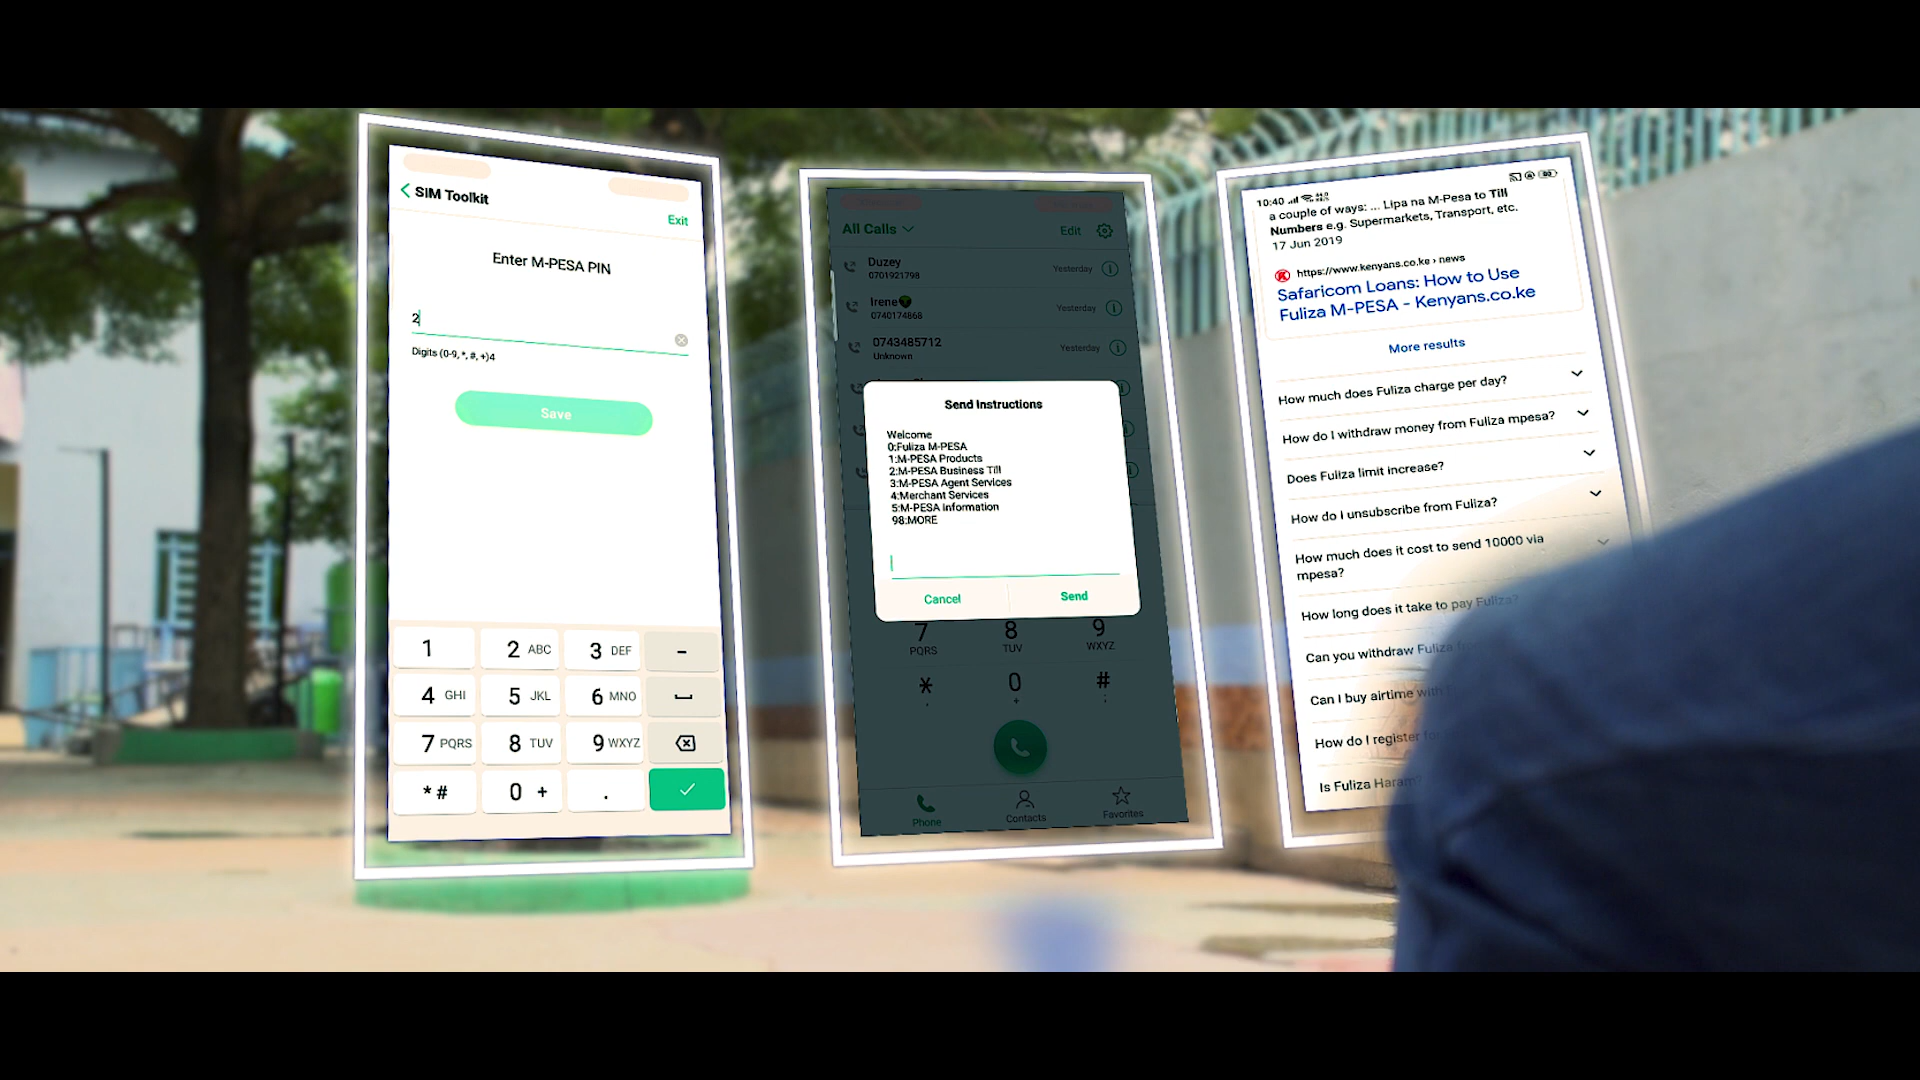 SIM Toolkit
Exit
Enter M-PESA PIN
2
Digits (0-9, *, #, +)4
Save
1
2 ABC
3 DEF
-
4 GHI
5 JKL
6 MNO
7 PQRS
8 TUV
9 WXYZ
* #
0 +
.
All Calls
Edit
Duzey
0701921798
Yesterday
Irene
0740174868
Yesterday
0743485712
Unknown
Yesterday
Send Instructions
Welcome
0:Fuliza M-PESA
1:M-PESA Products
2:M-PESA Business Till
3:M-PESA Agent Services
4:Merchant Services
5:M-PESA Information
98:MORE
Cancel
Send
7
PQRS
8
TUV
9
WXYZ
*
,
0
+
#
;
Phone
Contacts
Favorites
10:40
80
a couple of ways: ... Lipa na M-Pesa to Till
Numbers e.g. Supermarkets, Transport, etc.
17 Jun 2019
https://www.kenyans.co.ke › news
Safaricom Loans: How to Use
Fuliza M-PESA - Kenyans.co.ke
More results
How much does Fuliza charge per day?
How do I withdraw money from Fuliza mpesa?
Does Fuliza limit increase?
How do I unsubscribe from Fuliza?
How much does it cost to send 10000 via
mpesa?
How long does it take to pay Fuliza?
Can you withdraw Fuliza
Can I buy airtime with
How do I register
Is Fuliza Haram